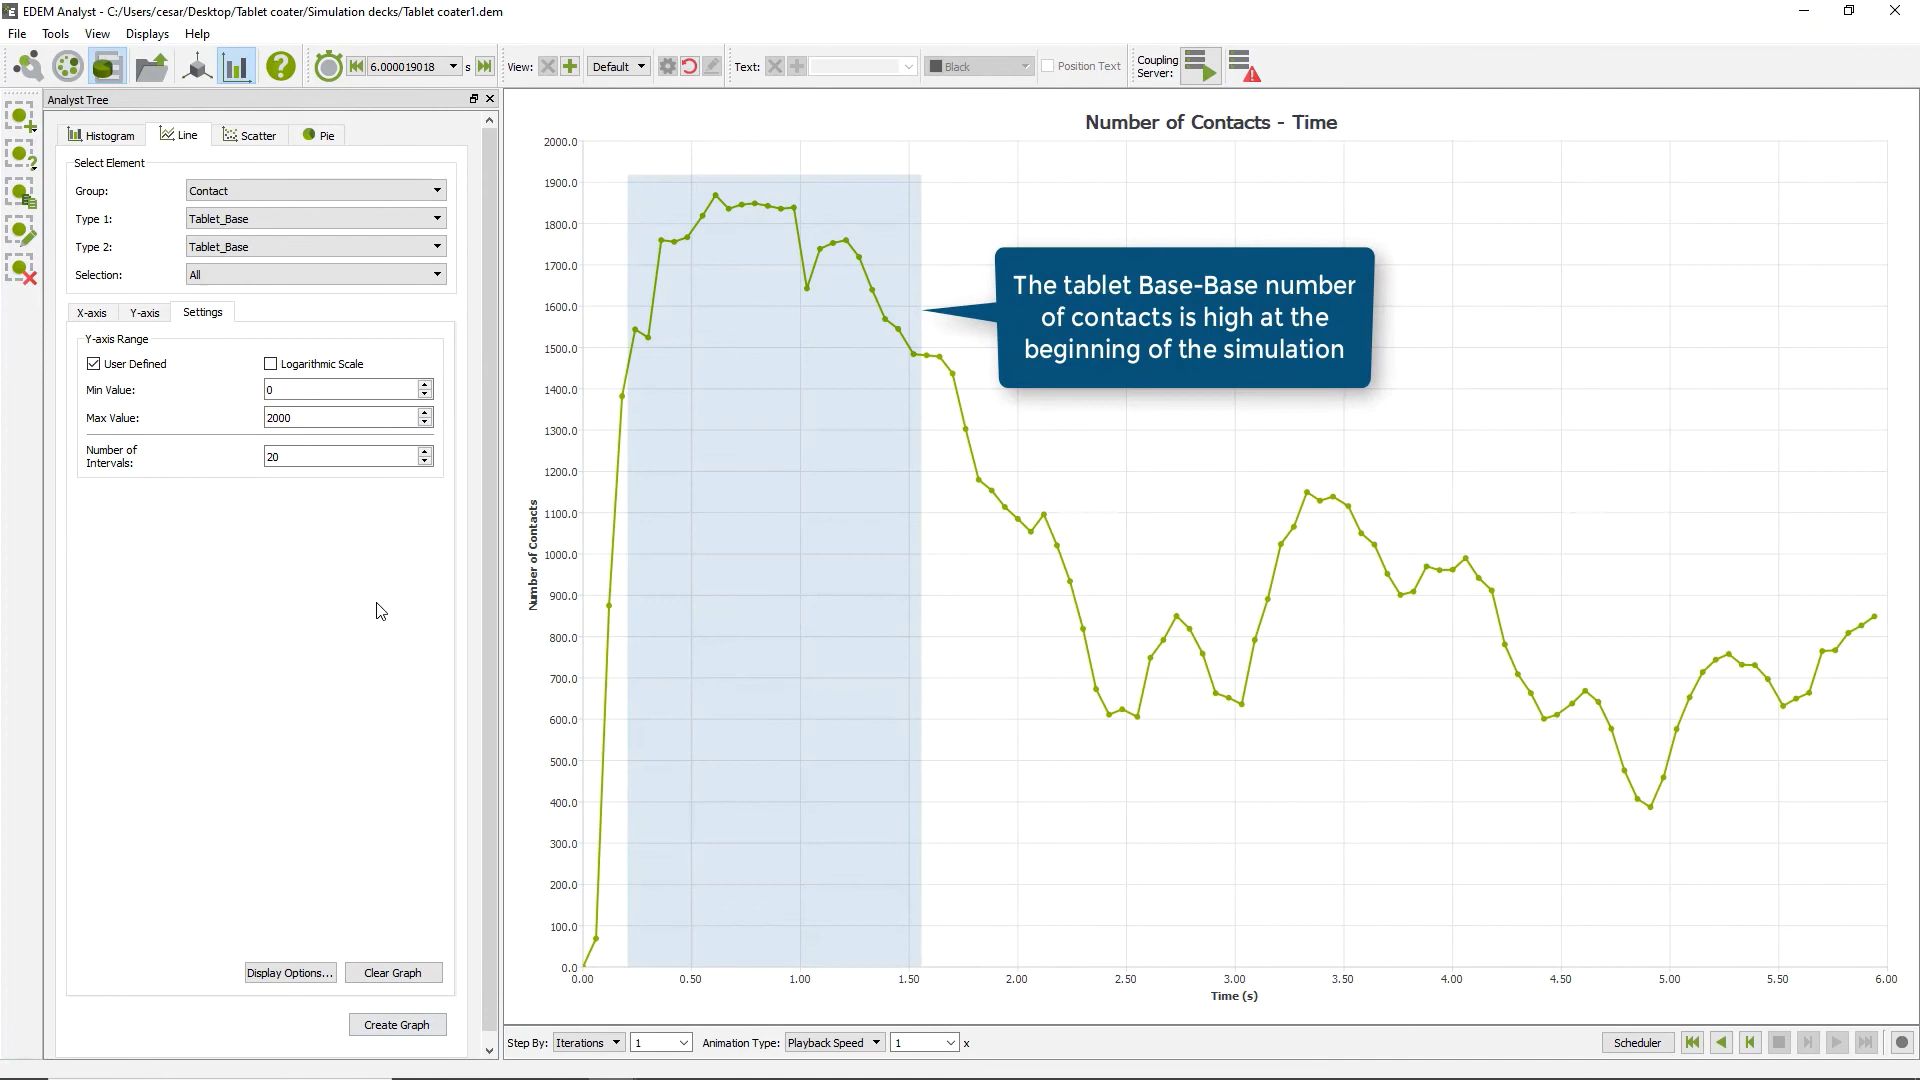 EDEM Analyst - C:/Users/cesar/Desktop/Tablet coater/Simulation decks/Tablet coater1.dem
File Tools View Displays Help
6.000019018 s View: Default Text: Black Position Text Coupling Server:
Analyst Tree
Histogram Line Scatter Pie
Select Element
Group: Contact
Type 1: Tablet_Base
Type 2: Tablet_Base
Selection: All
X-axis Y-axis Settings
Y-axis Range
User Defined Logarithmic Scale
Min Value: 0
Max Value: 2000
Number of
Intervals: 20
Display Options... Clear Graph
Create Graph
Number of Contacts - Time
2000.0
1900.0
1800.0
1700.0
1600.0
1500.0
1400.0
1300.0
1200.0
1100.0
1000.0
900.0
800.0
700.0
600.0
500.0
400.0
300.0
200.0
100.0
0.0
Number of Contacts
The tablet Base-Base number
of contacts is high at the
beginning of the simulation
0.00 0.50 1.00 1.50 2.00 2.50 3.00 3.50 4.00 4.50 5.00 5.50 6.00
Time (s)
Step By: Iterations 1 Animation Type: Playback Speed 1 x Scheduler